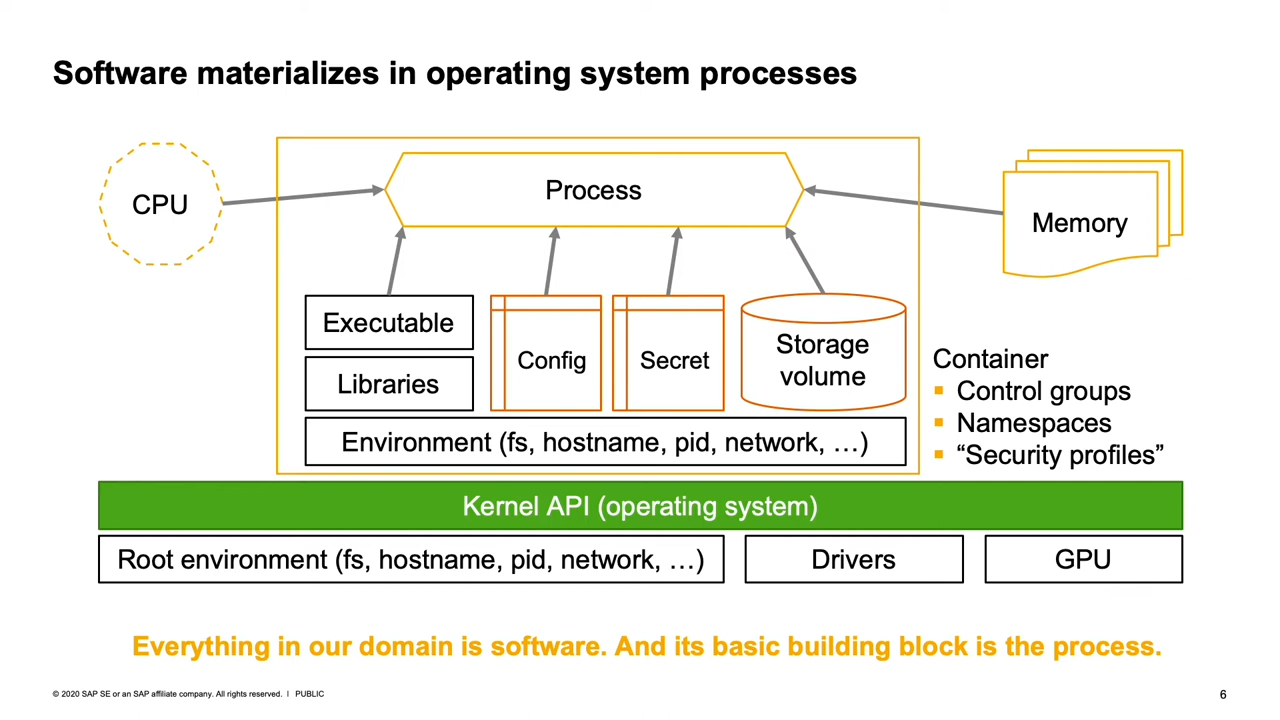 Software materializes in operating system processes
CPU
Process
Memory
Executable
Libraries
Config
Secret
Storage
volume
Environment (fs, hostname, pid, network, …)
Container
▪ Control groups
▪ Namespaces
▪ “Security profiles”
Kernel API (operating system)
Root environment (fs, hostname, pid, network, …)
Drivers
GPU
Everything in our domain is software. And its basic building block is the process.
© 2020 SAP SE or an SAP affiliate company. All rights reserved. | PUBLIC
6